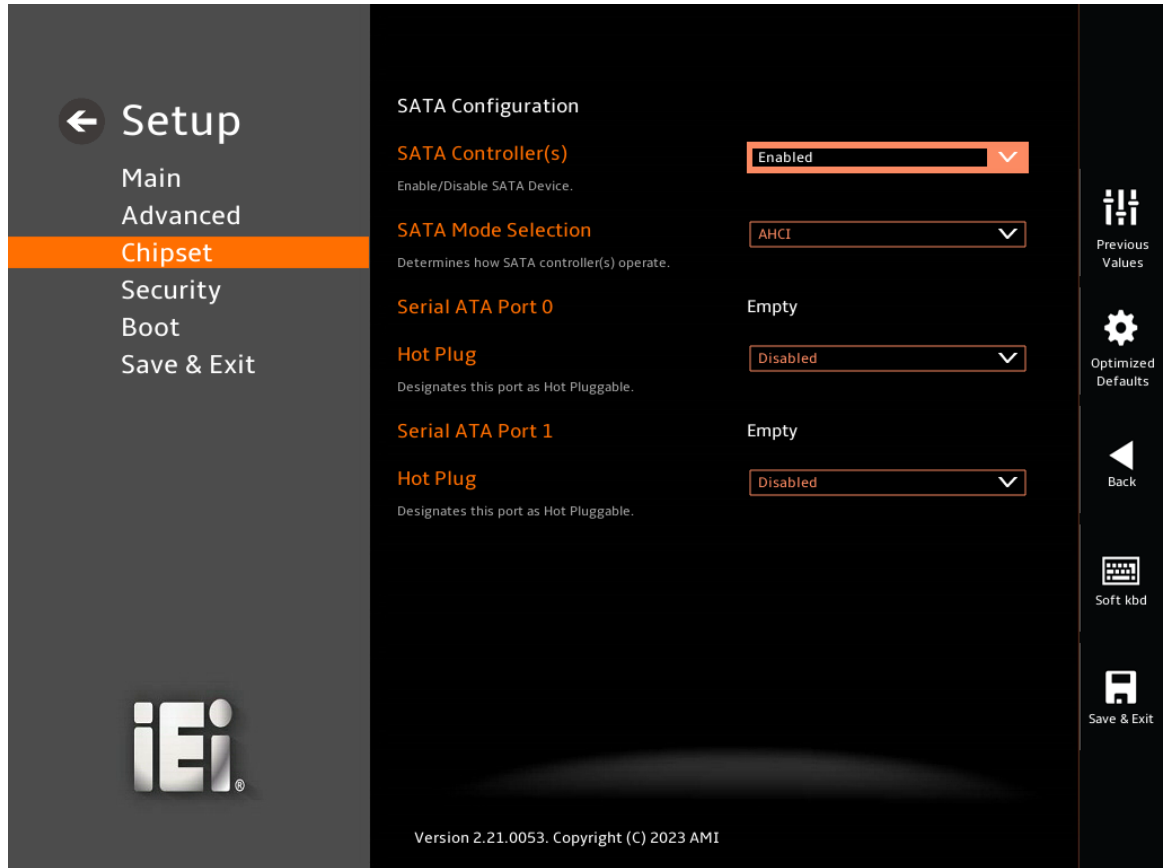 Setup
Main
Advanced
Chipset
Security
Boot
Save & Exit
iEi ®
SATA Configuration
SATA Controller(s)
Enabled
Enable/Disable SATA Device.
SATA Mode Selection
AHCI
Determines how SATA controller(s) operate.
Serial ATA Port 0
Empty
Hot Plug
Disabled
Designates this port as Hot Pluggable.
Serial ATA Port 1
Empty
Hot Plug
Disabled
Designates this port as Hot Pluggable.
Version 2.21.0053. Copyright (C) 2023 AMI
Previous
Values
Optimized
Defaults
Back
Soft kbd
Save & Exit